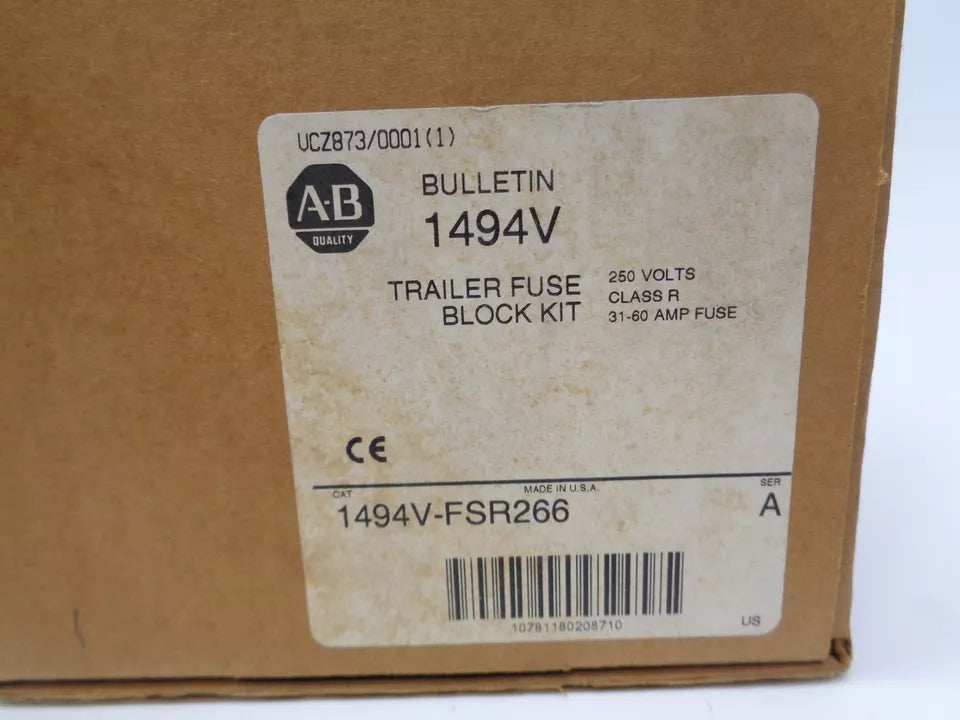 UCZ873/0001(1)
A-B
QUALITY
BULLETIN
1494V
TRAILER FUSE
BLOCK KIT
250 VOLTS
CLASS R
31-60 AMP FUSE
CE
CAT
MADE IN U.S.A.
SER
1494V-FSR266
A
10781180208710
US